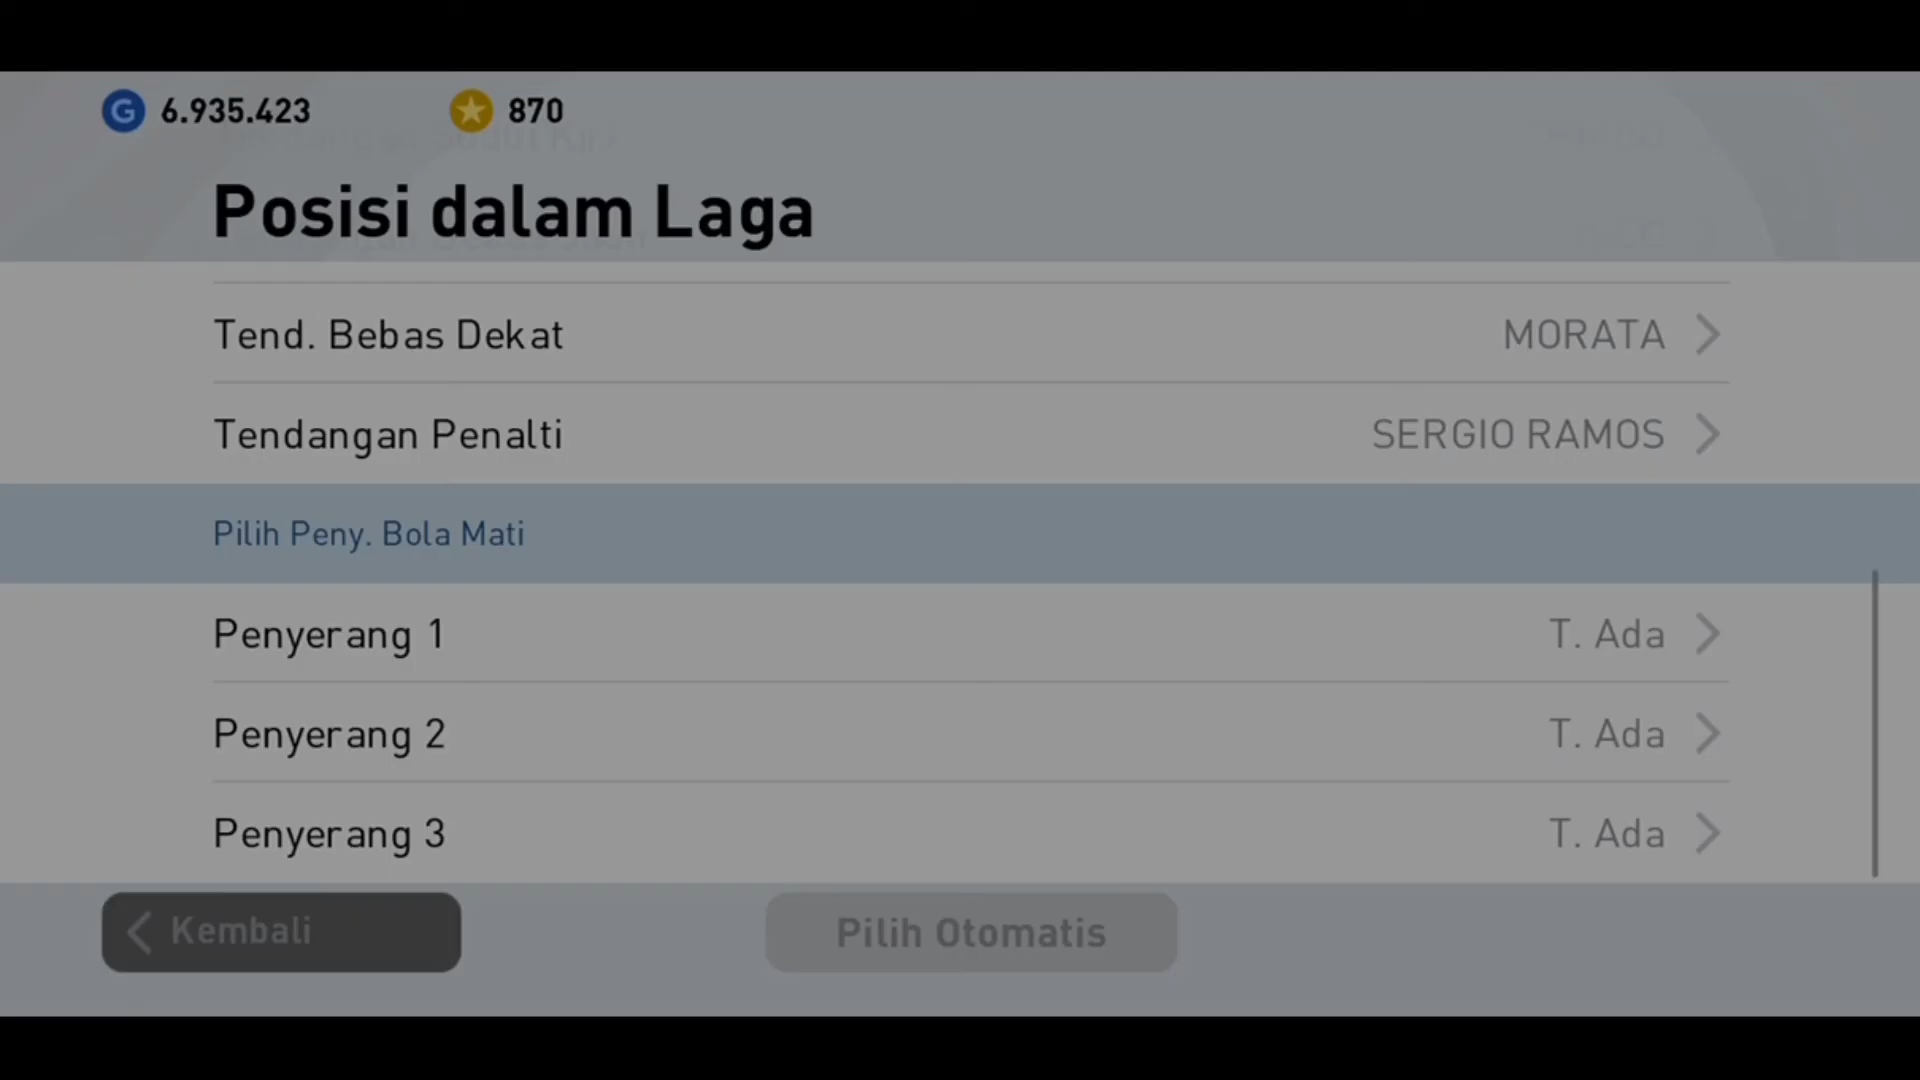 G 6.935.423 870
Posisi dalam Laga
Tend. Bebas Dekat MORATA
Tendangan Penalti SERGIO RAMOS
Pilih Peny. Bola Mati
Penyerang 1 T. Ada
Penyerang 2 T. Ada
Penyerang 3 T. Ada
Kembali Pilih Otomatis